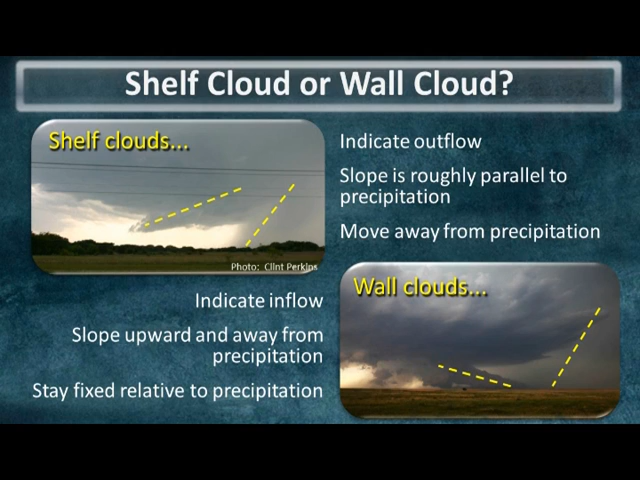 Shelf Cloud or Wall Cloud?
Shelf clouds...
Photo: Clint Perkins
Indicate outflow
Slope is roughly parallel to
precipitation
Move away from precipitation
Indicate inflow
Slope upward and away from
precipitation
Stay fixed relative to precipitation
Wall clouds...